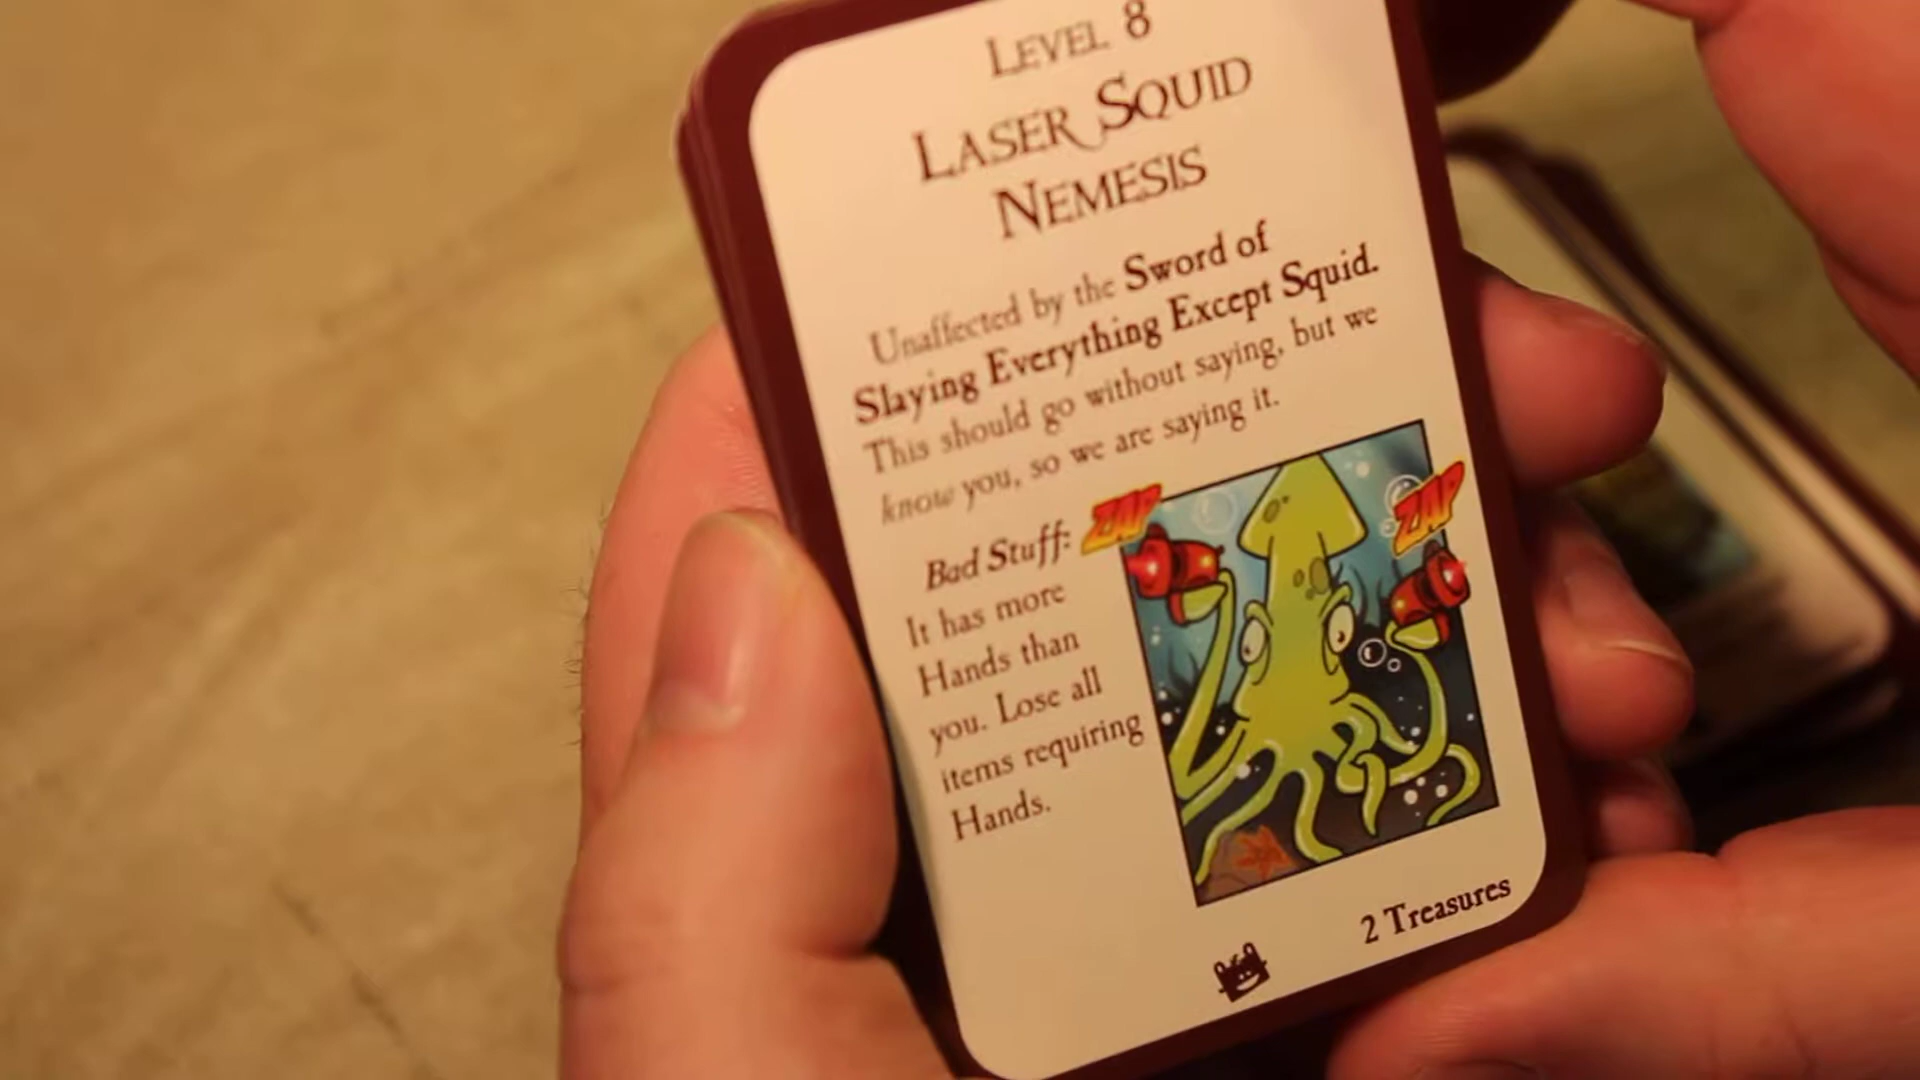 LEVEL 8
LASER SQUID
NEMESIS
Unaffected by the Sword of
Slaying Everything Except Squid.
This should go without saying, but we
know you, so we are saying it.
Bad Stuff:
It has more
Hands than
you. Lose all
items requiring
Hands.
ZAP
ZAP
2 Treasures